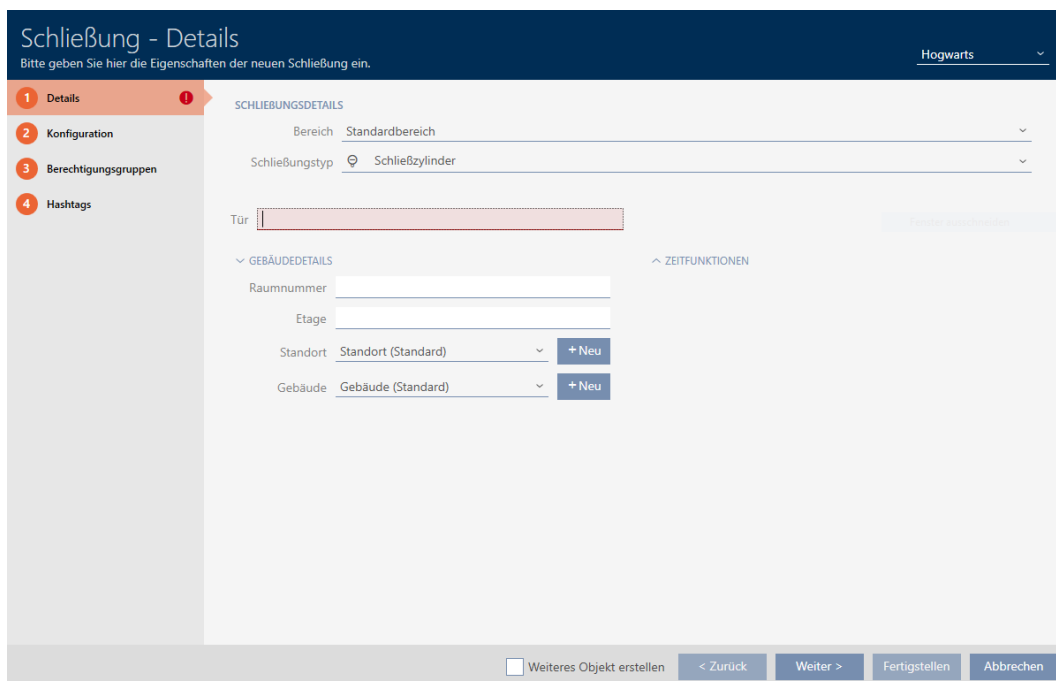 Schließung - Details
Bitte geben Sie hier die Eigenschaften der neuen Schließung ein.
Hogwarts
1 Details
2 Konfiguration
3 Berechtigungsgruppen
4 Hashtags
SCHLIEßUNGSDETAILS
Bereich Standardbereich
Schließungstyp Schließzylinder
Tür
GEBÄUDEDETAILS
ZEITFUNKTIONEN
Raumnummer
Etage
Standort Standort (Standard) + Neu
Gebäude Gebäude (Standard) + Neu
Weiteres Objekt erstellen < Zurück Weiter > Fertigstellen Abbrechen